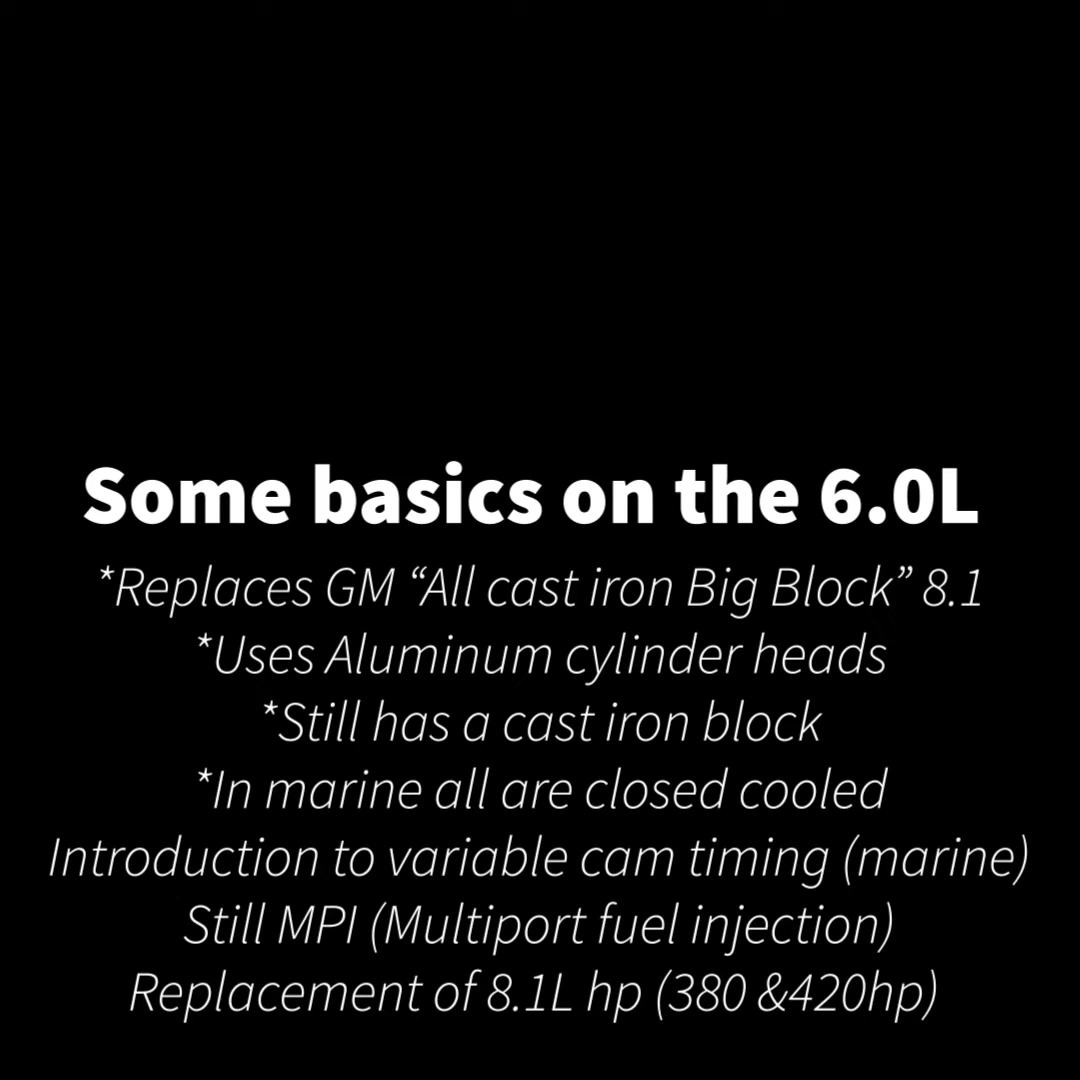 Some basics on the 6.0L
*Replaces GM “All cast iron Big Block” 8.1
*Uses Aluminum cylinder heads
*Still has a cast iron block
*In marine all are closed cooled
Introduction to variable cam timing (marine)
Still MPI (Multiport fuel injection)
Replacement of 8.1L hp (380 &420hp)